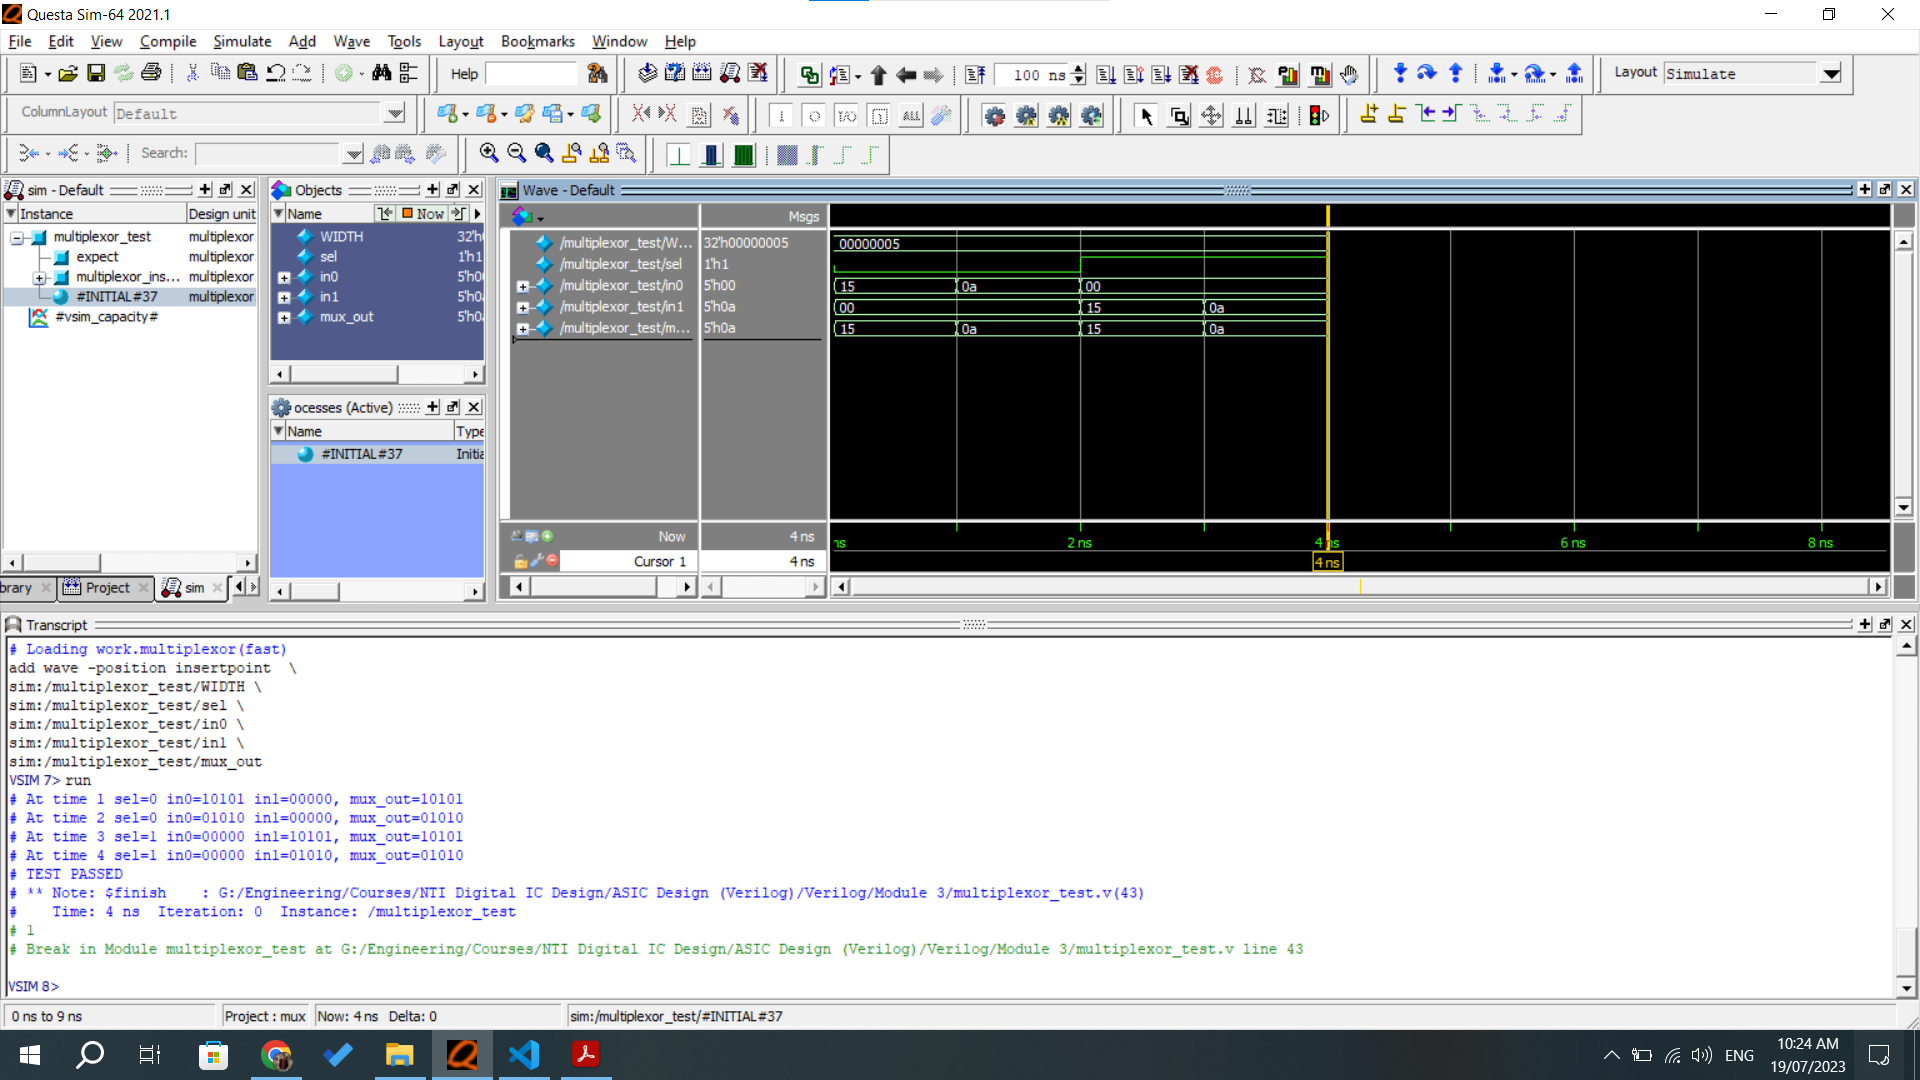 Questa Sim-64 2021.1
File Edit View Compile Simulate Add Wave Tools Layout Bookmarks Window Help
Help
100 ns
Layout Simulate
ColumnLayout Default
Search:
sim - Default
Instance Design unit
multiplexor_test multiplexor
expect multiplexor
multiplexor_ins... multiplexor
#INITIAL#37 multiplexor
#vsim_capacity#
brary Project sim
Objects
Name Now
WIDTH 32'h
sel 1'h1
in0 5'h00
in1 5'h0a
mux_out 5'h0a
ocesses (Active)
Name Type
#INITIAL#37 Initia
Wave - Default
Msgs
/multiplexor_test/W... 32'h00000005 00000005
/multiplexor_test/sel 1'h1
/multiplexor_test/in0 5'h00 15 0a 00
/multiplexor_test/in1 5'h0a 00 15 0a
/multiplexor_test/m... 5'h0a 15 0a 15 0a
Now 4 ns ns 2 ns 4 ns 6 ns 8 ns
Cursor 1 4 ns 4 ns
Transcript
# Loading work.multiplexor(fast)
add wave -position insertpoint \
sim:/multiplexor_test/WIDTH \
sim:/multiplexor_test/sel \
sim:/multiplexor_test/in0 \
sim:/multiplexor_test/in1 \
sim:/multiplexor_test/mux_out
VSIM 7> run
# At time 1 sel=0 in0=10101 in1=00000, mux_out=10101
# At time 2 sel=0 in0=01010 in1=00000, mux_out=01010
# At time 3 sel=1 in0=00000 in1=10101, mux_out=10101
# At time 4 sel=1 in0=00000 in1=01010, mux_out=01010
# TEST PASSED
# ** Note: $finish : G:/Engineering/Courses/NTI Digital IC Design/ASIC Design (Verilog)/Verilog/Module 3/multiplexor_test.v(43)
# Time: 4 ns Iteration: 0 Instance: /multiplexor_test
# 1
# Break in Module multiplexor_test at G:/Engineering/Courses/NTI Digital IC Design/ASIC Design (Verilog)/Verilog/Module 3/multiplexor_test.v line 43
VSIM 8>
0 ns to 9 ns Project : mux Now: 4 ns Delta: 0 sim:/multiplexor_test/#INITIAL#37
ENG
10:24 AM
19/07/2023